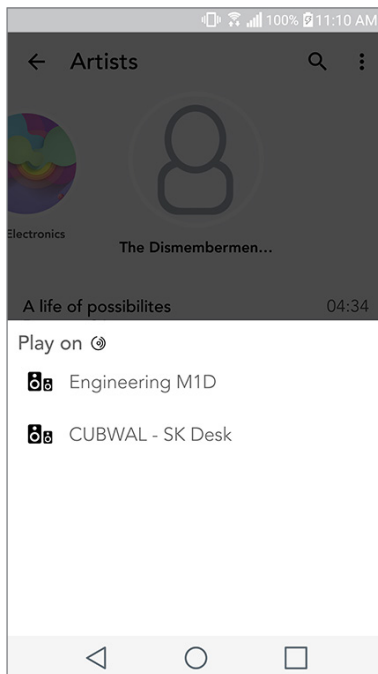 100% 11:10 AM
Artists
Electronics
The Dismembermen...
A life of possibilites 04:34
Play on
Engineering M1D
CUBWAL - SK Desk